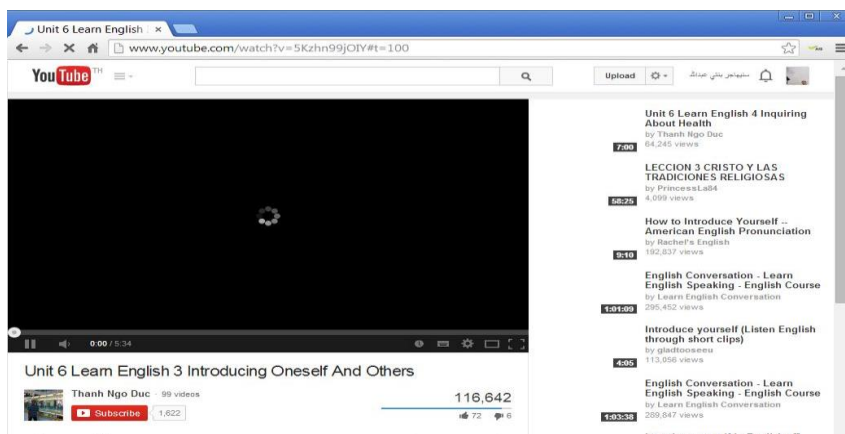 Unit 6 Learn English
www.youtube.com/watch?v=5Kzhn99jOIY#t=100
YouTube TH
Upload
0:00 / 5:34
Unit 6 Learn English 3 Introducing Oneself And Others
Thanh Ngo Duc · 99 videos
Subscribe 1,622
116,642
72 6
Unit 6 Learn English 4 Inquiring
About Health
by Thanh Ngo Duc
7:00 64,245 views
LECCION 3 CRISTO Y LAS
TRADICIONES RELIGIOSAS
by PrincessLa84
58:25 4,099 views
How to Introduce Yourself --
American English Pronunciation
by Rachel's English
9:10 192,837 views
English Conversation - Learn
English Speaking - English Course
by Learn English Conversation
1:01:09 295,452 views
Introduce yourself (Listen English
through short clips)
by gladtooseeu
4:05 113,056 views
English Conversation - Learn
English Speaking - English Course
by Learn English Conversation
1:03:38 289,847 views